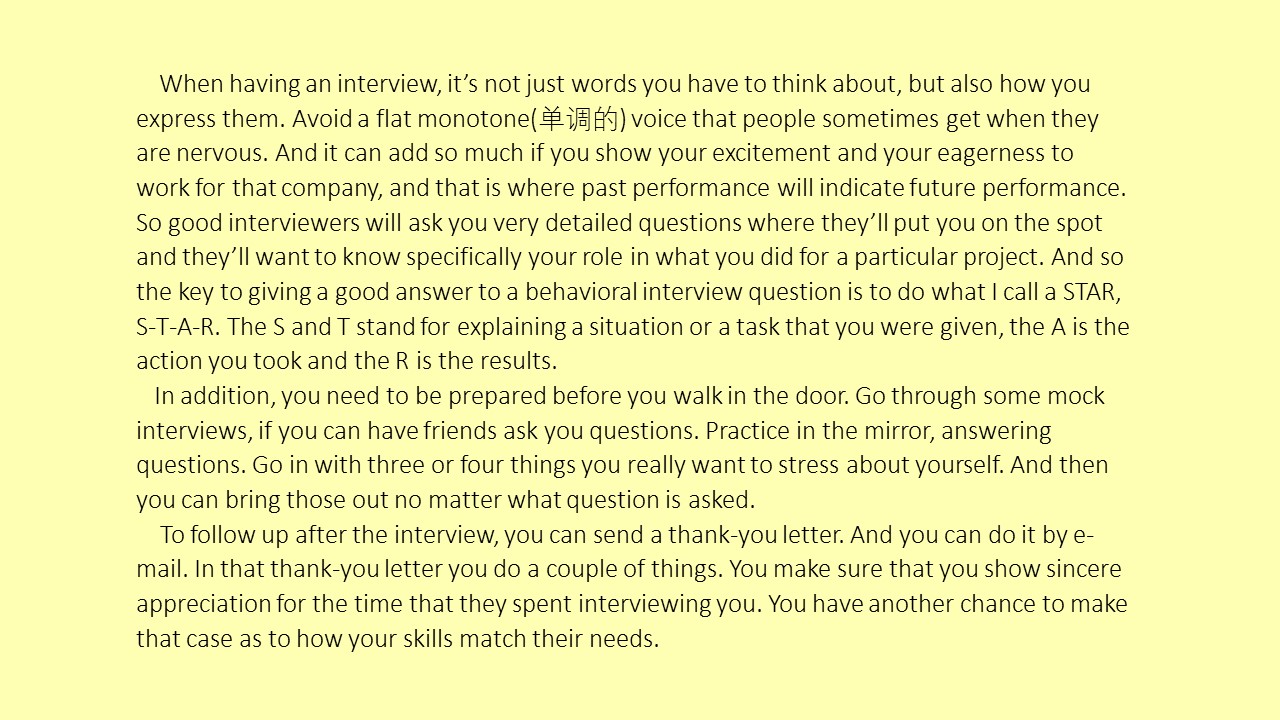 When having an interview, it’s not just words you have to think about, but also how you
express them. Avoid a flat monotone(单调的) voice that people sometimes get when they
are nervous. And it can add so much if you show your excitement and your eagerness to
work for that company, and that is where past performance will indicate future performance.
So good interviewers will ask you very detailed questions where they’ll put you on the spot
and they’ll want to know specifically your role in what you did for a particular project. And so
the key to giving a good answer to a behavioral interview question is to do what I call a STAR,
S-T-A-R. The S and T stand for explaining a situation or a task that you were given, the A is the
action you took and the R is the results.
In addition, you need to be prepared before you walk in the door. Go through some mock
interviews, if you can have friends ask you questions. Practice in the mirror, answering
questions. Go in with three or four things you really want to stress about yourself. And then
you can bring those out no matter what question is asked.
To follow up after the interview, you can send a thank-you letter. And you can do it by e-
mail. In that thank-you letter you do a couple of things. You make sure that you show sincere
appreciation for the time that they spent interviewing you. You have another chance to make
that case as to how your skills match their needs.